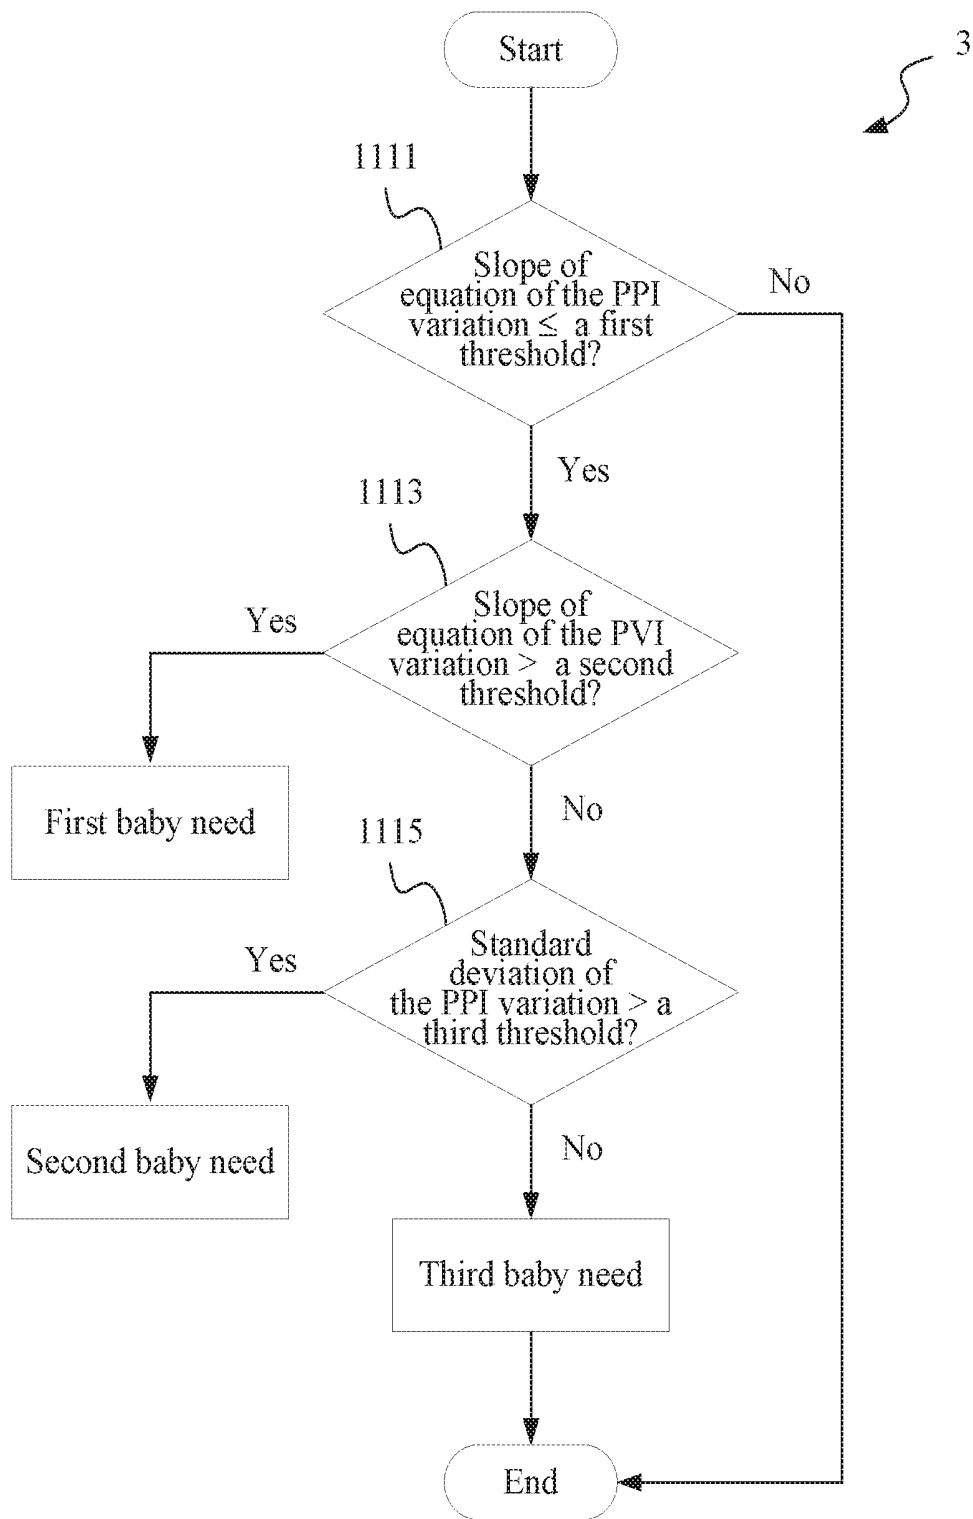 Start
3
1111
Slope of
equation of the PPI
variation ≤ a first
threshold?
No
Yes
1113
Slope of
equation of the PVI
variation > a second
threshold?
Yes
First baby need
No
1115
Standard
deviation of
the PPI variation > a
third threshold?
Yes
Second baby need
No
Third baby need
End